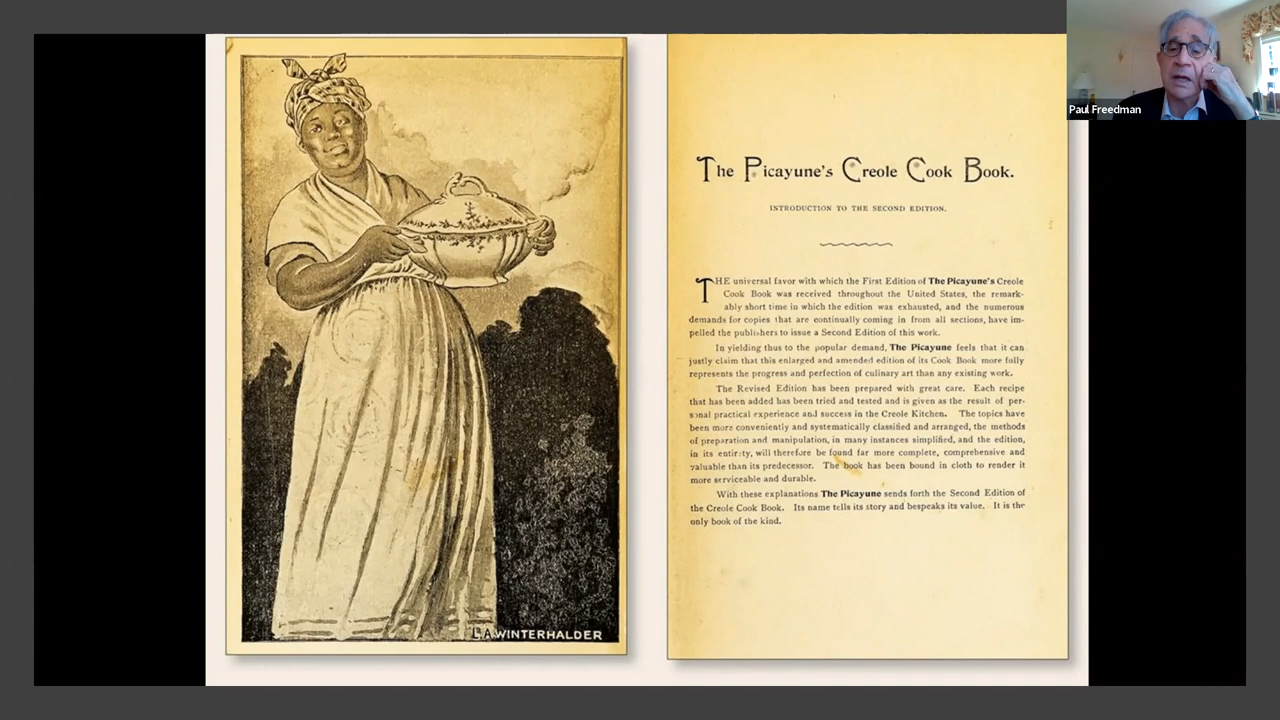 Paul Freedman
L A WINTERHALDER
The Picayune's Creole Cook Book.
INTRODUCTION TO THE SECOND EDITION.
THE universal favor with which the First Edition of The Picayune's Creole
Cook Book was received throughout the United States, the remark-
ably short time in which the edition was exhausted, and the numerous
demands for copies that are continually coming in from all sections, have im-
pelled the publishers to issue a Second Edition of this work.
In yielding thus to the popular demand, The Picayune feels that it can
justly claim that this enlarged and amended edition of its Cook Book more fully
represents the progress and perfection of culinary art than any existing work.
The Revised Edition has been prepared with great care. Each recipe
that has been added has been tried and tested and is given as the result of per-
sonal practical experience and success in the Creole Kitchen. The topics have
been more conveniently and systematically classified and arranged, the methods
of preparation and manipulation, in many instances simplified, and the edition,
in its entirety, will therefore be found far more complete, comprehensive and
valuable than its predecessor. The book has been bound in cloth to render it
more serviceable and durable.
With these explanations The Picayune sends forth the Second Edition of
the Creole Cook Book. Its name tells its story and bespeaks its value. It is the
only book of the kind.